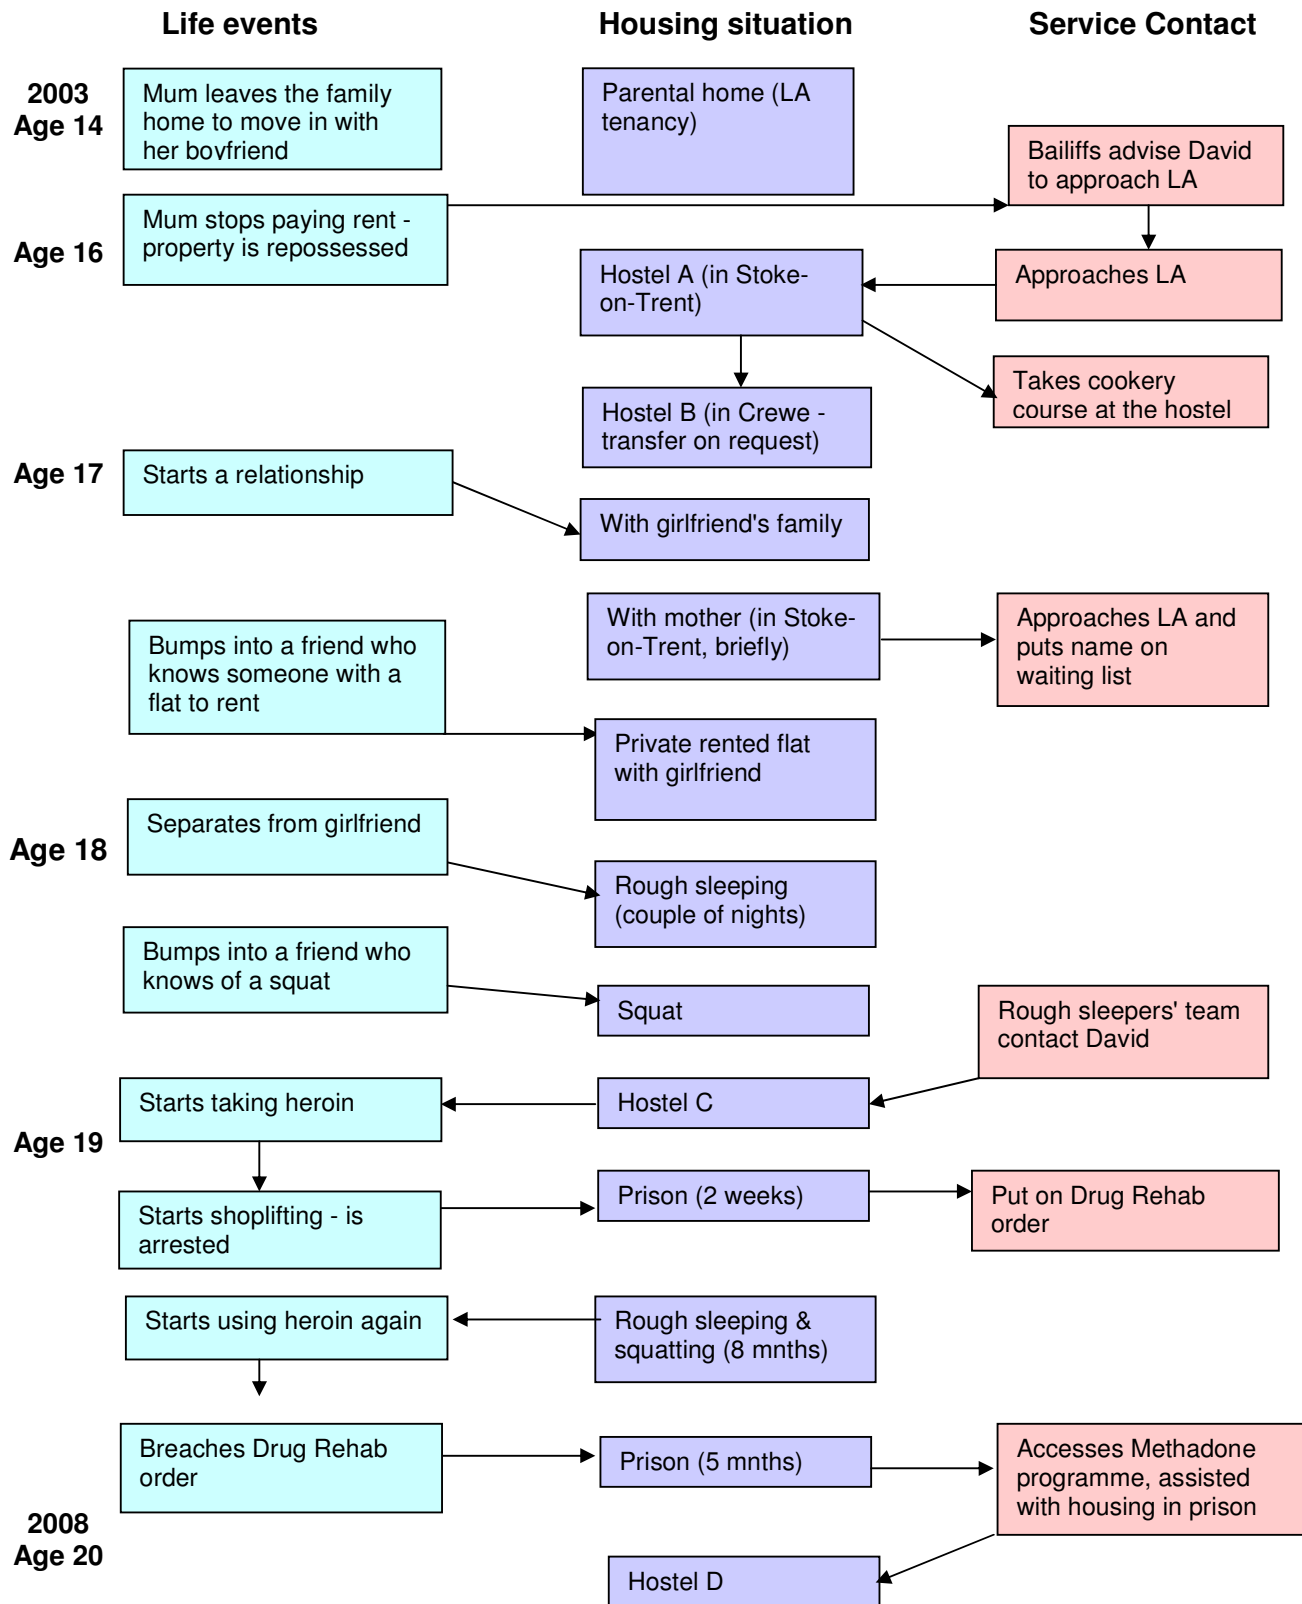 Life events
Housing situation
Service Contact
2003
Age 14
Mum leaves the family
home to move in with
her boyfriend
Parental home (LA
tenancy)
Bailiffs advise David
to approach LA
Age 16
Mum stops paying rent -
property is repossessed
Hostel A (in Stoke-
on-Trent)
Approaches LA
Takes cookery
course at the hostel
Hostel B (in Crewe -
transfer on request)
Age 17
Starts a relationship
With girlfriend's family
With mother (in Stoke-
on-Trent, briefly)
Approaches LA and
puts name on
waiting list
Bumps into a friend who
knows someone with a
flat to rent
Private rented flat
with girlfriend
Age 18
Separates from girlfriend
Rough sleeping
(couple of nights)
Bumps into a friend who
knows of a squat
Squat
Rough sleepers' team
contact David
Starts taking heroin
Hostel C
Age 19
Starts shoplifting - is
arrested
Prison (2 weeks)
Put on Drug Rehab
order
Starts using heroin again
Rough sleeping &
squatting (8 mnths)
Breaches Drug Rehab
order
Prison (5 mnths)
Accesses Methadone
programme, assisted
with housing in prison
2008
Age 20
Hostel D